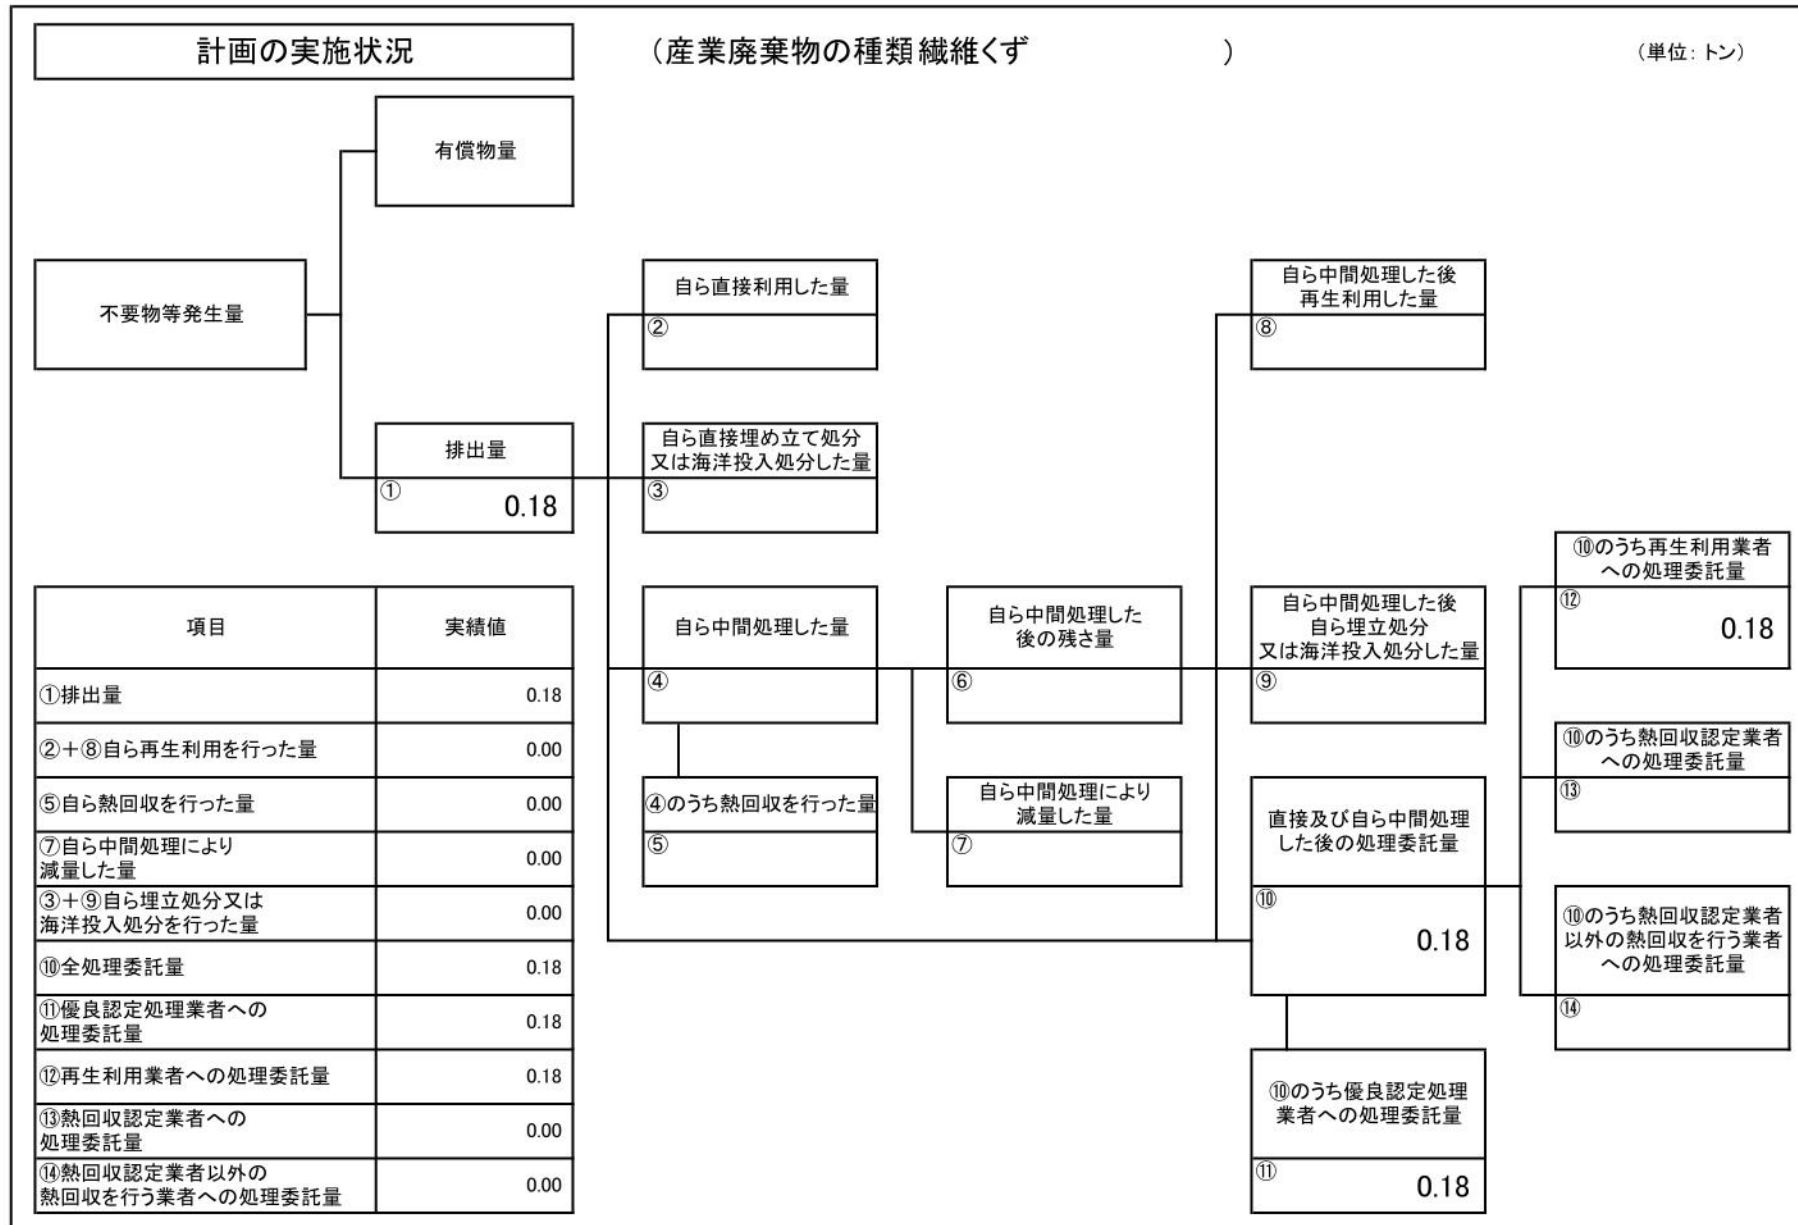 計画の実施状況
（産業廃棄物の種類 繊維くず　　　　　　）
（単位：トン）
有償物量
不要物等発生量
自ら直接利用した量
②
自ら中間処理した後
再生利用した量
⑧
排出量
①
0.18
自ら直接埋め立て処分
又は海洋投入処分した量
③
⑩のうち再生利用業者
への処理委託量
⑫
0.18
自ら中間処理した量
④
自ら中間処理した
後の残さ量
⑥
自ら中間処理した後
自ら埋立処分
又は海洋投入処分した量
⑨
⑩のうち熱回収認定業者
への処理委託量
⑬
④のうち熱回収を行った量
⑤
自ら中間処理により
減量した量
⑦
直接及び自ら中間処理
した後の処理委託量
⑩
0.18
⑩のうち熱回収認定業者
以外の熱回収を行う業者
への処理委託量
⑭
⑩のうち優良認定処理
業者への処理委託量
⑪
0.18
項目 実績値
①排出量 0.18
②＋⑧自ら再生利用を行った量 0.00
⑤自ら熱回収を行った量 0.00
⑦自ら中間処理により
減量した量 0.00
③＋⑨自ら埋立処分又は
海洋投入処分を行った量 0.00
⑩全処理委託量 0.18
⑪優良認定処理業者への
処理委託量 0.18
⑫再生利用業者への処理委託量 0.18
⑬熱回収認定業者への
処理委託量 0.00
⑭熱回収認定業者以外の
熱回収を行う業者への処理委託量 0.00